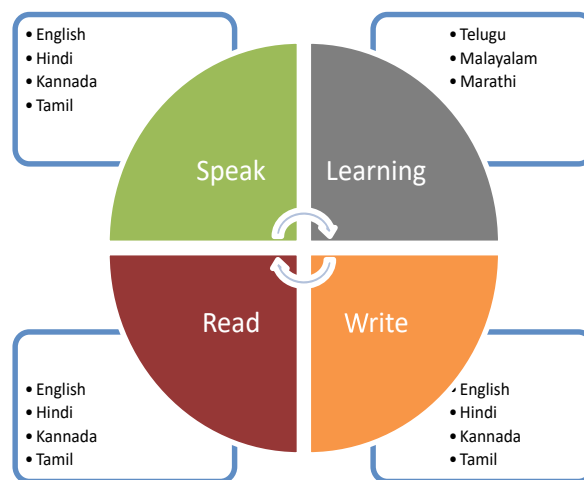 • English
• Hindi
• Kannada
• Tamil
• Telugu
• Malayalam
• Marathi
Speak
Learning
Read
Write
• English
• Hindi
• Kannada
• Tamil
• English
• Hindi
• Kannada
• Tamil